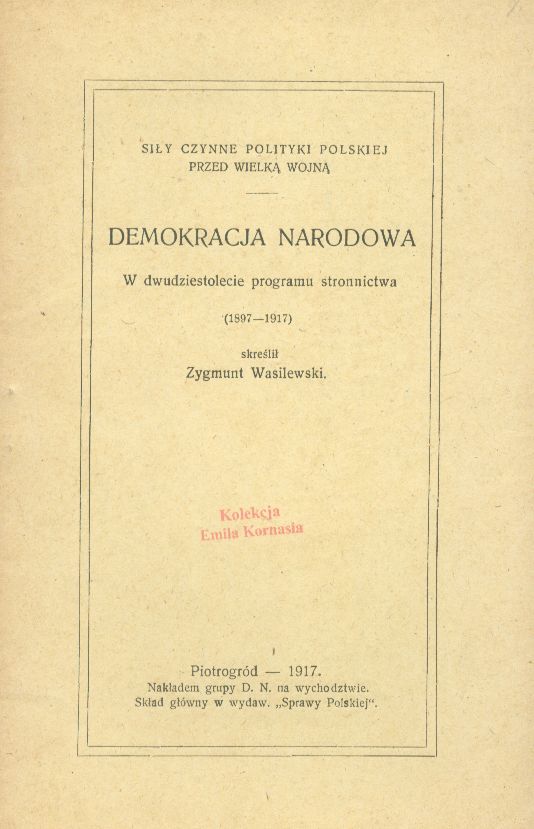 SIŁY CZYNNE POLITYKI POLSKIEJ
PRZED WIELKĄ WOJNĄ
DEMOKRACJA NARODOWA
W dwudziestolecie programu stronnictwa
(1897—1917)
skreślił
Zygmunt Wasilewski.
Kolekcja
Emila Kornasia
Piotrogród — 1917.
Nakładem grupy D. N. na wychodztwie.
Skład główny w wydaw. „Sprawy Polskiej“.